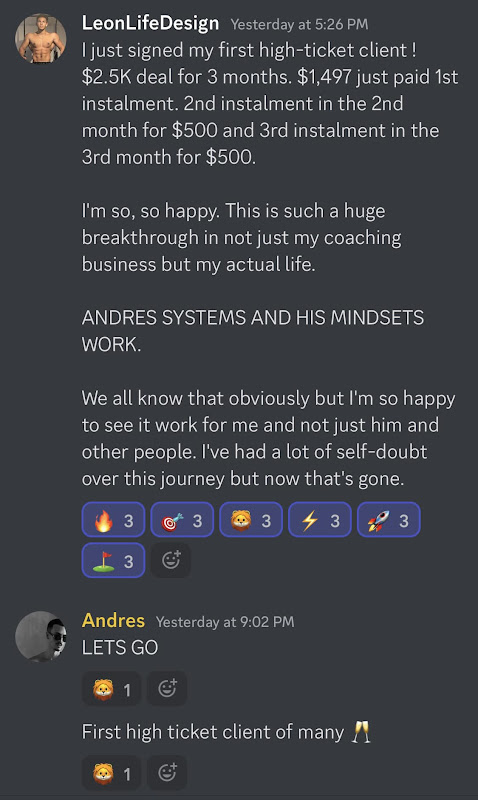 LeonLifeDesign Yesterday at 5:26 PM
I just signed my first high-ticket client !
$2.5K deal for 3 months. $1,497 just paid 1st
instalment. 2nd instalment in the 2nd
month for $500 and 3rd instalment in the
3rd month for $500.
I'm so, so happy. This is such a huge
breakthrough in not just my coaching
business but my actual life.
ANDRES SYSTEMS AND HIS MINDSETS
WORK.
We all know that obviously but I'm so happy
to see it work for me and not just him and
other people. I've had a lot of self-doubt
over this journey but now that's gone.
🔥 3 🎯 3 🦁 3 ⚡ 3 🚀 3
⛳ 3
Andres Yesterday at 9:02 PM
LETS GO
🦁 1
First high ticket client of many 🥂
🦁 1